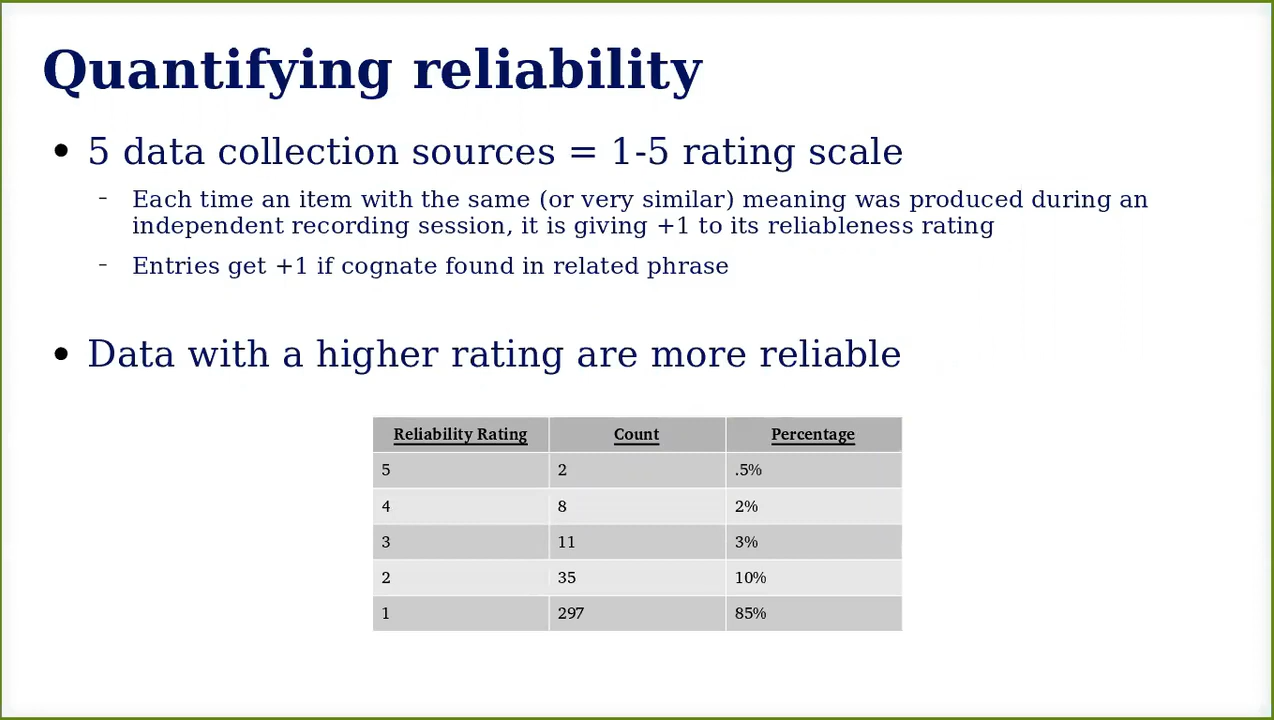 Quantifying reliability
• 5 data collection sources = 1-5 rating scale
– Each time an item with the same (or very similar) meaning was produced during an
independent recording session, it is giving +1 to its reliableness rating
– Entries get +1 if cognate found in related phrase
• Data with a higher rating are more reliable
Reliability Rating Count Percentage
5 2 .5%
4 8 2%
3 11 3%
2 35 10%
1 297 85%